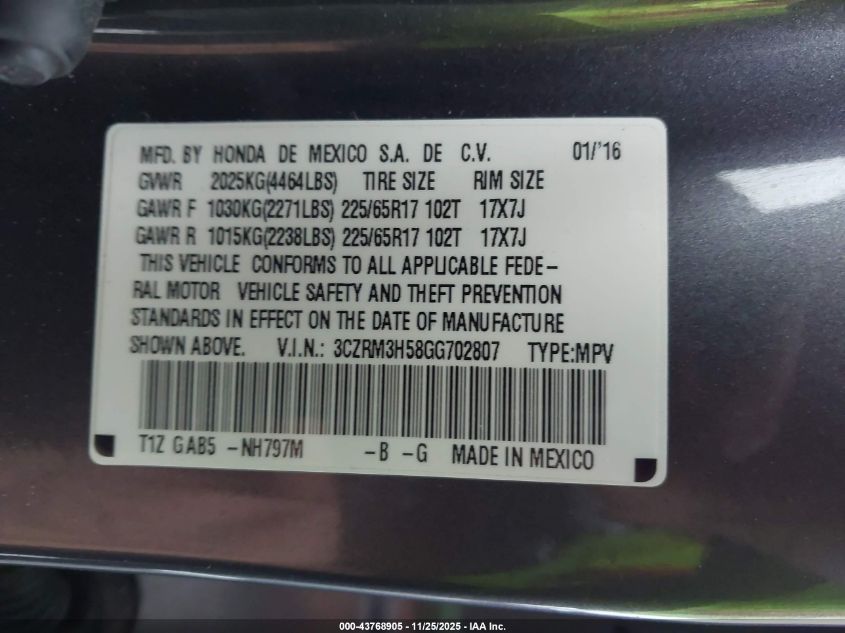 MFD. BY HONDA DE MEXICO S.A. DE C.V. 01/'16
GVWR 2025KG(4464LBS) TIRE SIZE RIM SIZE
GAWR F 1030KG(2271LBS) 225/65R17 102T 17X7J
GAWR R 1015KG(2238LBS) 225/65R17 102T 17X7J
THIS VEHICLE CONFORMS TO ALL APPLICABLE FEDE-
RAL MOTOR VEHICLE SAFETY AND THEFT PREVENTION
STANDARDS IN EFFECT ON THE DATE OF MANUFACTURE
SHOWN ABOVE. V.I.N.: 3CZRM3H58GG702807 TYPE:MPV
T1Z GAB5 -NH797M -B -G MADE IN MEXICO
000-43768905 - 11/25/2025 - IAA Inc.